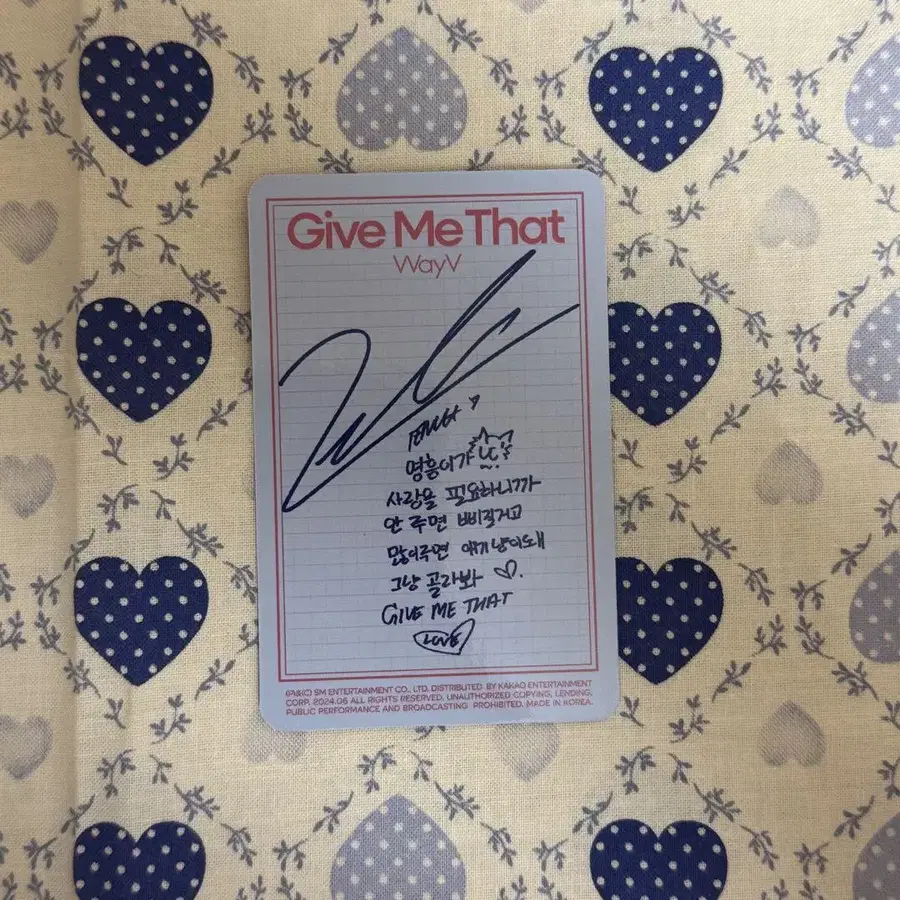 Give Me That
WayV
명흥이가
사랑을 필요하니까
안 주면 삐질거고
많이주면 애기냥이돼
그냥 골라봐 ♡.
GIVE ME THAT
LOVE
(P)&(C) SM ENTERTAINMENT CO., LTD. DISTRIBUTED BY KAKAO ENTERTAINMENT
CORP. 2024.06 ALL RIGHTS RESERVED. UNAUTHORIZED COPYING, LENDING,
PUBLIC PERFORMANCE AND BROADCASTING PROHIBITED. MADE IN KOREA.